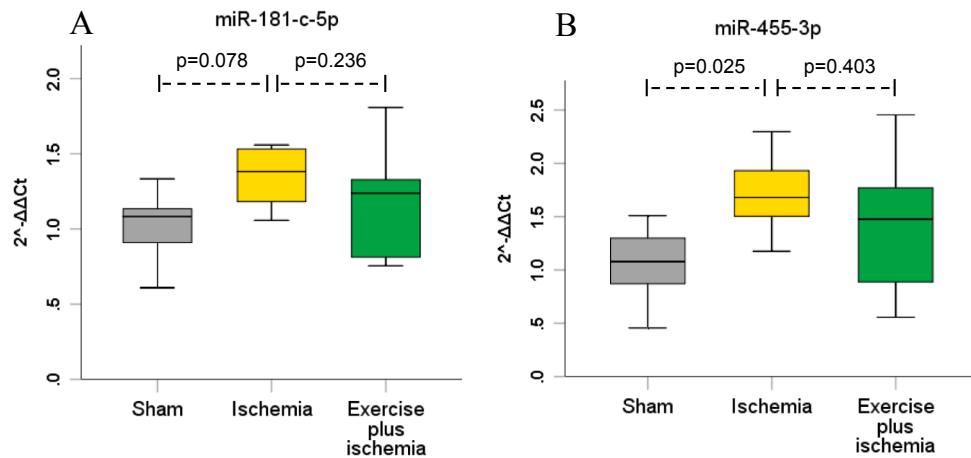 A
miR-181-c-5p
p=0.078
p=0.236
2.0
1.5
1.0
.5
.0
2^-ΔΔCt
Sham
Ischemia
Exercise
plus
ischemia
B
miR-455-3p
p=0.025
p=0.403
2.5
2.0
1.5
1.0
.5
.0
2^-ΔΔCt
Sham
Ischemia
Exercise
plus
ischemia